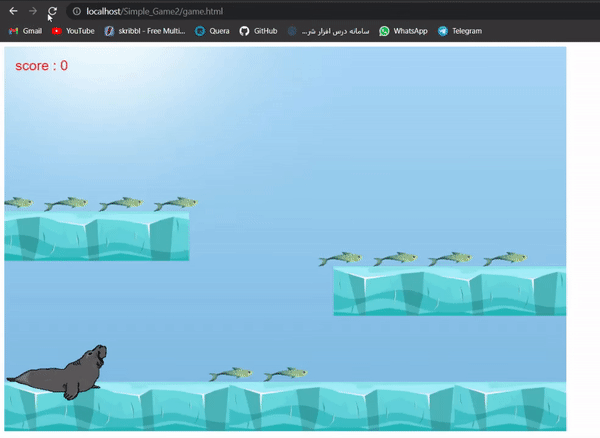 localhost/Simple_Game2/game.html
Gmail YouTube skribbl - Free Multi... Quera GitHub سامانه درس افزار شر... WhatsApp Telegram
score : 0